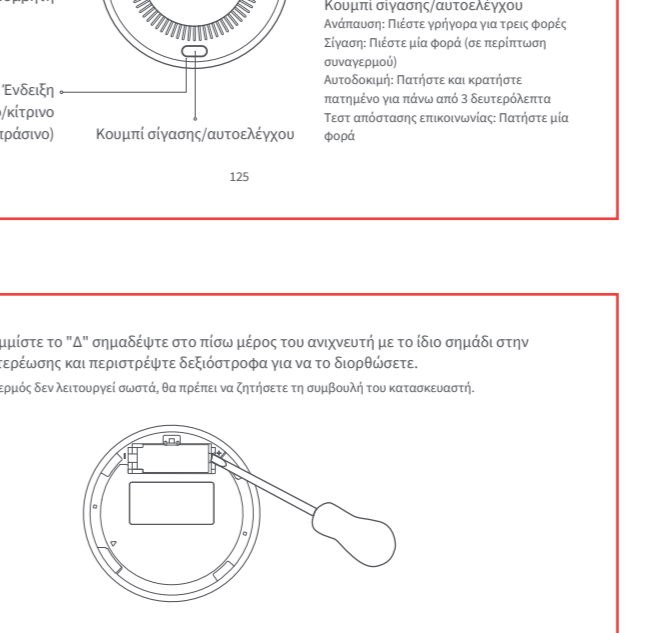 Ένδειξη
/κίτρινο
Κουμπί σίγασης/αυτοελέγχου
Κουμπί σίγασης/αυτοελέγχου
Ανάπαυση: Πιέστε γρήγορα για τρεις φορές
Σίγαση: Πιέστε μία φορά (σε περίπτωση
συναγερμού)
Αυτοδοκιμή: Πατήστε και κρατήστε
πατημένο για πάνω από 3 δευτερόλεπτα
Τεστ απόστασης επικοινωνίας: Πατήστε μία
φορά
125
μμίστε το "Δ" σημαδέψτε στο πίσω μέρος του ανιχνευτή με το ίδιο σημάδι στην
τερέωσης και περιστρέψτε δεξιόστροφα για να το διορθώσετε.
ερμός δεν λειτουργεί σωστά, θα πρέπει να ζητήσετε τη συμβουλή του κατασκευαστή.